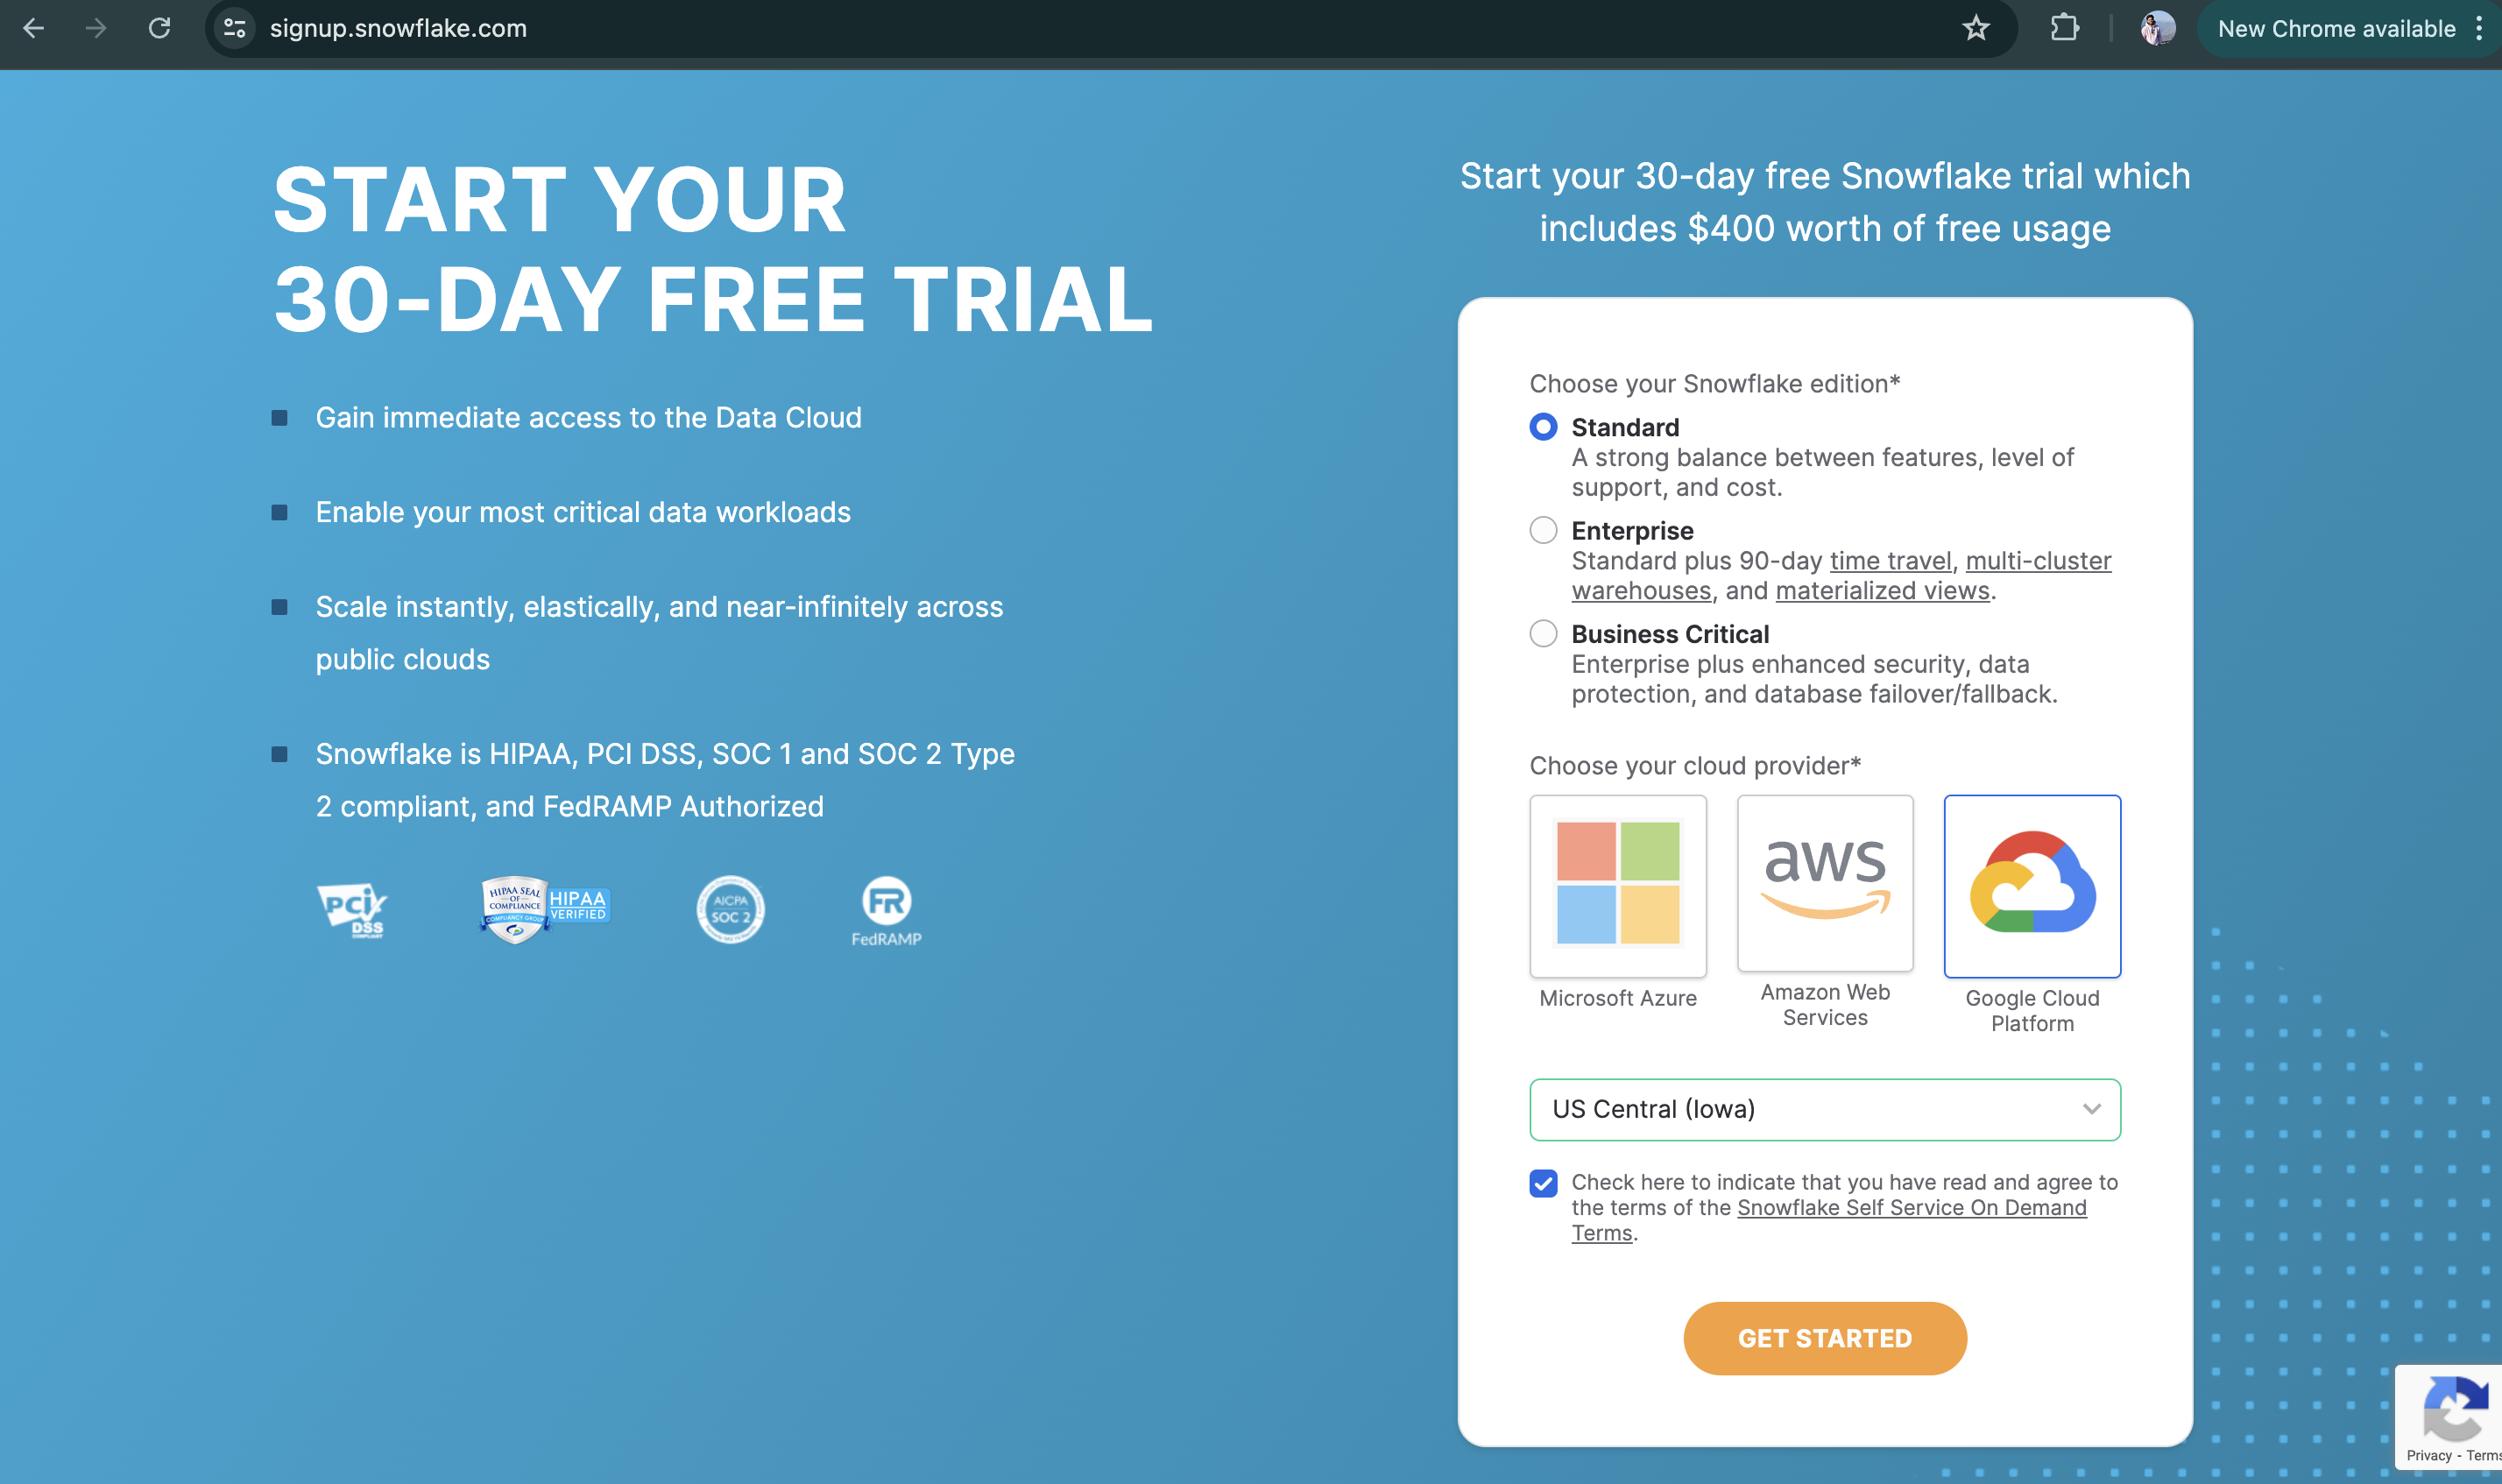 signup.snowflake.com
New Chrome available
START YOUR
30-DAY FREE TRIAL
Gain immediate access to the Data Cloud
Enable your most critical data workloads
Scale instantly, elastically, and near-infinitely across
public clouds
Snowflake is HIPAA, PCI DSS, SOC 1 and SOC 2 Type
2 compliant, and FedRAMP Authorized
PCI
DSS
COMPLIANT
HIPAA SEAL
OF
COMPLIANCE
COMPLIANCY GROUP
HIPAA
VERIFIED
AICPA
SOC 2
FR
FedRAMP
Start your 30-day free Snowflake trial which
includes $400 worth of free usage
Choose your Snowflake edition*
Standard
A strong balance between features, level of
support, and cost.
Enterprise
Standard plus 90-day time travel, multi-cluster
warehouses, and materialized views.
Business Critical
Enterprise plus enhanced security, data
protection, and database failover/fallback.
Choose your cloud provider*
aws
Microsoft Azure
Amazon Web
Services
Google Cloud
Platform
US Central (Iowa)
Check here to indicate that you have read and agree to
the terms of the Snowflake Self Service On Demand
Terms.
GET STARTED
Privacy - Terms